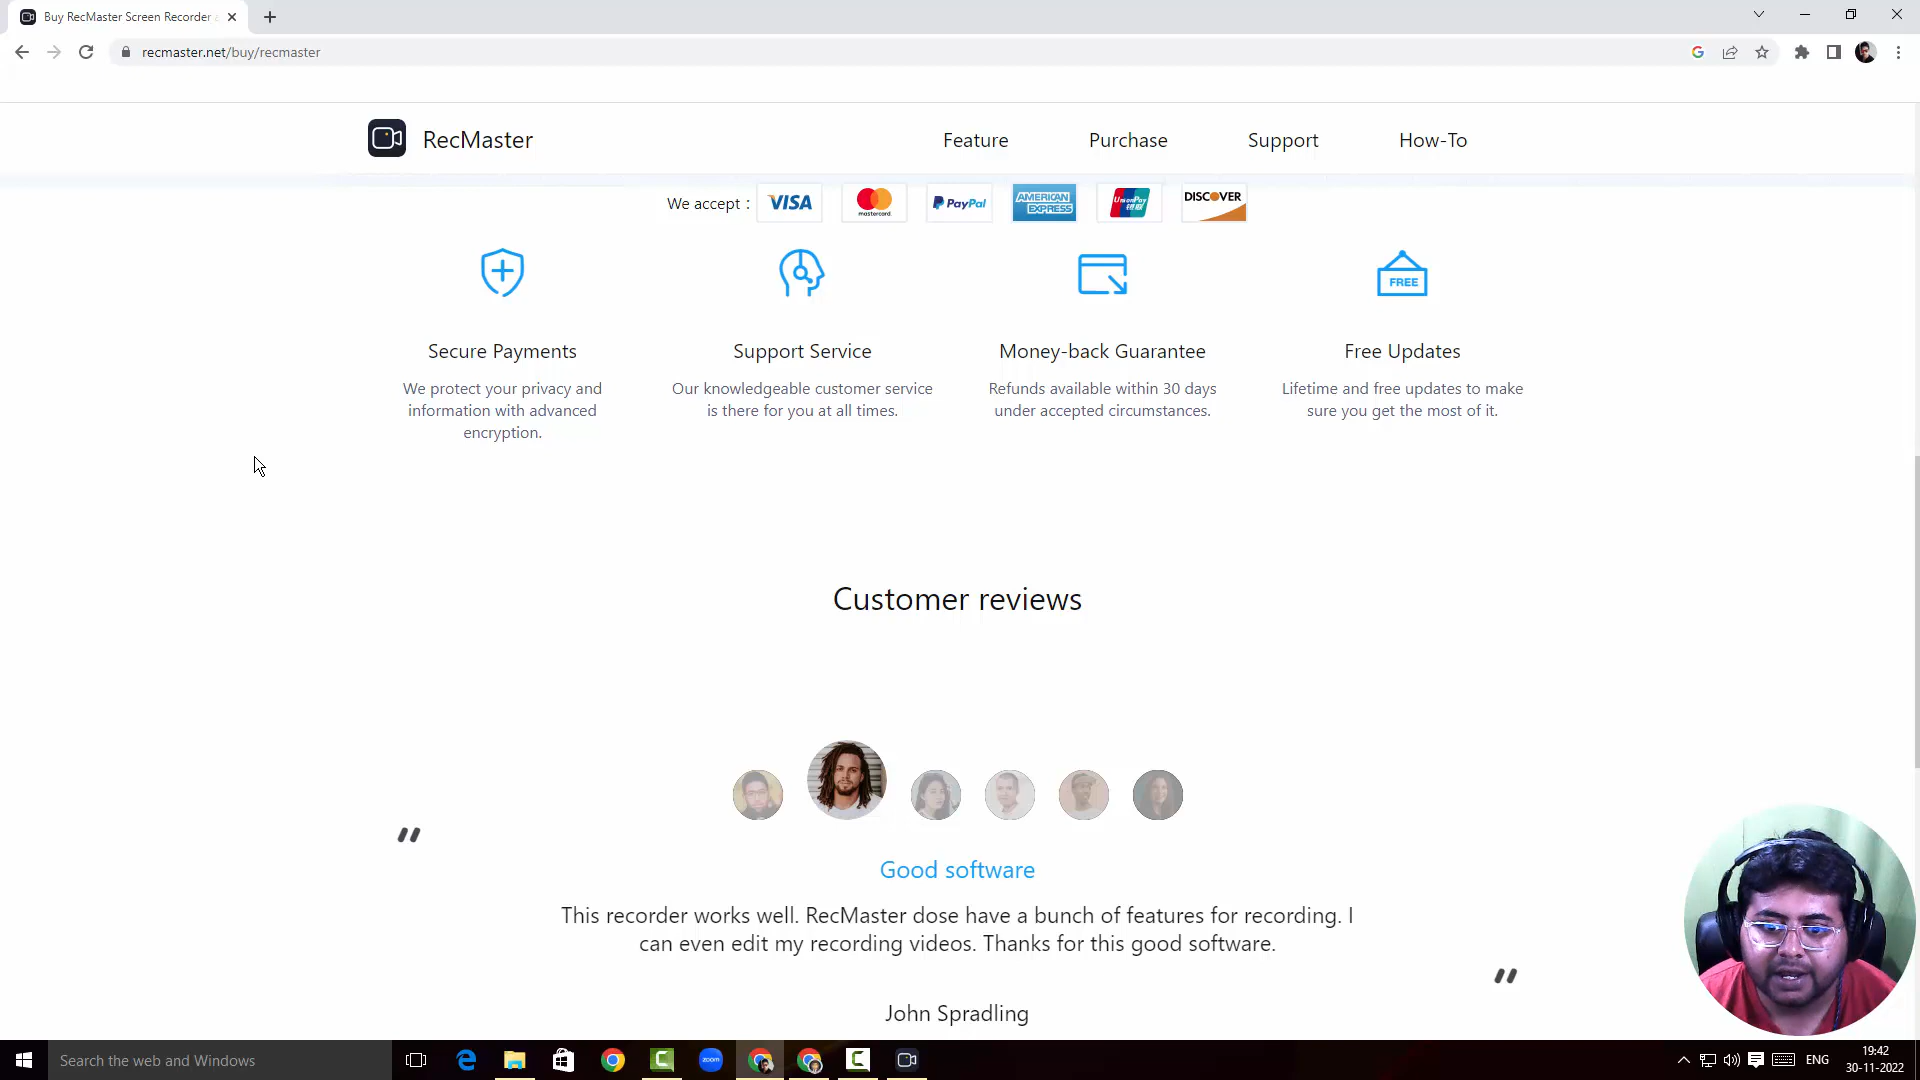 Buy RecMaster Screen Recorder
recmaster.net/buy/recmaster
RecMaster
Feature
Purchase
Support
How-To
We accept :
VISA
mastercard.
PayPal
AMERICAN EXPRESS
UnionPay
银联
DISCOVER
FREE
Secure Payments
We protect your privacy and
information with advanced
encryption.
Support Service
Our knowledgeable customer service
is there for you at all times.
Money-back Guarantee
Refunds available within 30 days
under accepted circumstances.
Free Updates
Lifetime and free updates to make
sure you get the most of it.
Customer reviews
Good software
This recorder works well. RecMaster dose have a bunch of features for recording. I
can even edit my recording videos. Thanks for this good software.
John Spradling
Search the web and Windows
zoom
ENG
19:42
30-11-2022